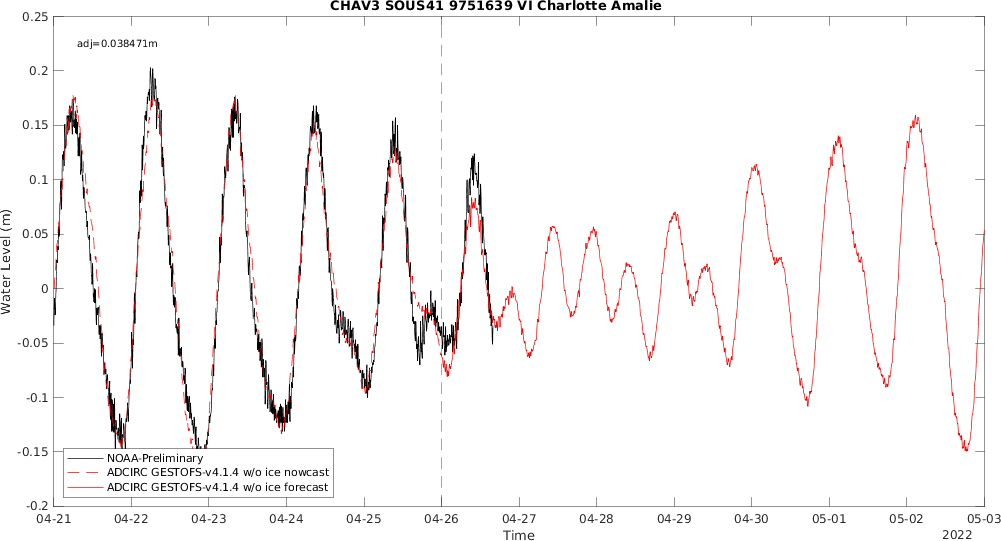 CHAV3 SOUS41 9751639 VI Charlotte Amalie
0.25
adj=0.038471m
0.2
0.15
0.1
0.05
0
-0.05
-0.1
-0.15
-0.2
Water Level (m)
NOAA-Preliminary
ADCIRC GESTOFS-v4.1.4 w/o ice nowcast
ADCIRC GESTOFS-v4.1.4 w/o ice forecast
04-21 04-22 04-23 04-24 04-25 04-26 04-27 04-28 04-29 04-30 05-01 05-02 05-03
Time
2022